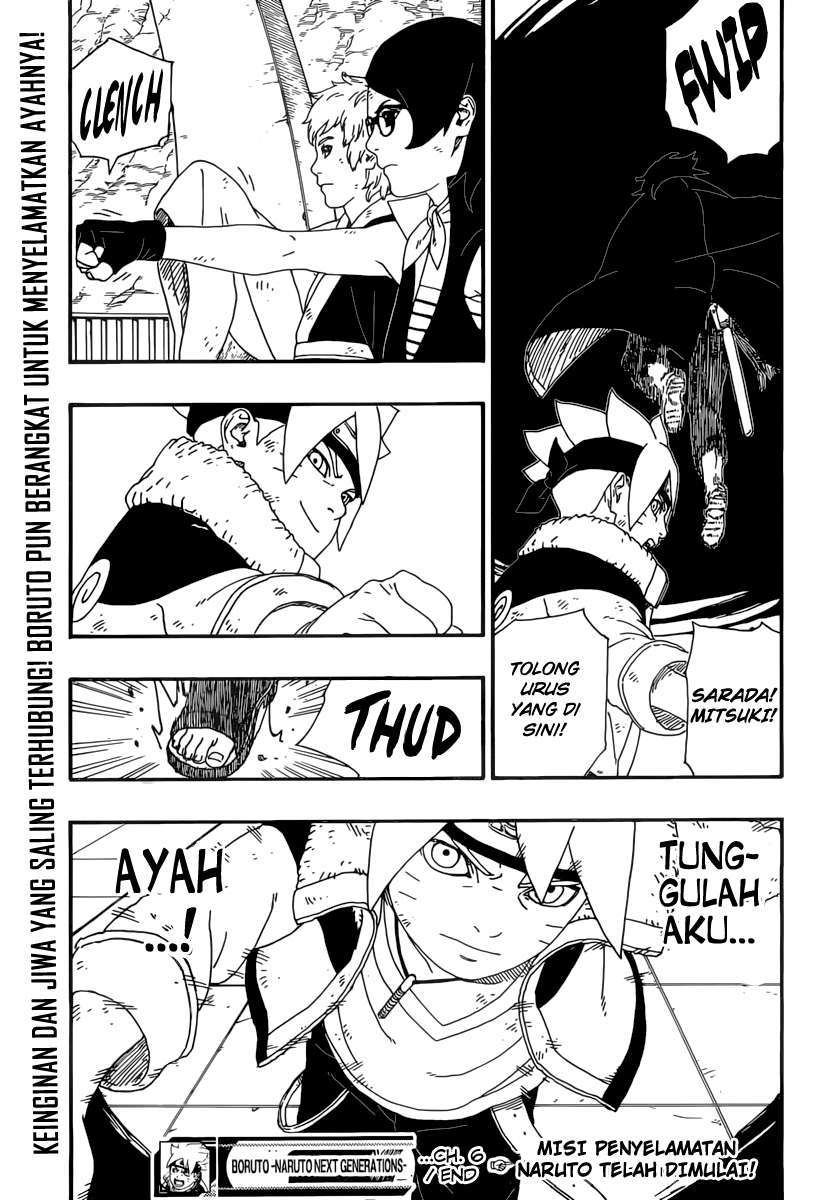 FWIP
SARADA!
MITSUKI!
TOLONG
URUS
YANG DI
SINI!
CLENCH
THUD
TUNG-
GULAH
AKU...
AYAH
....!
KEINGINAN DAN JIWA YANG SALING TERHUBUNG! BORUTO PUN BERANGKAT UNTUK MENYELAMATKAN AYAHNYA!
BORUTO -NARUTO NEXT GENERATIONS-
...CH. 6
/END
MISI PENYELAMATAN
NARUTO TELAH DIMULAI!